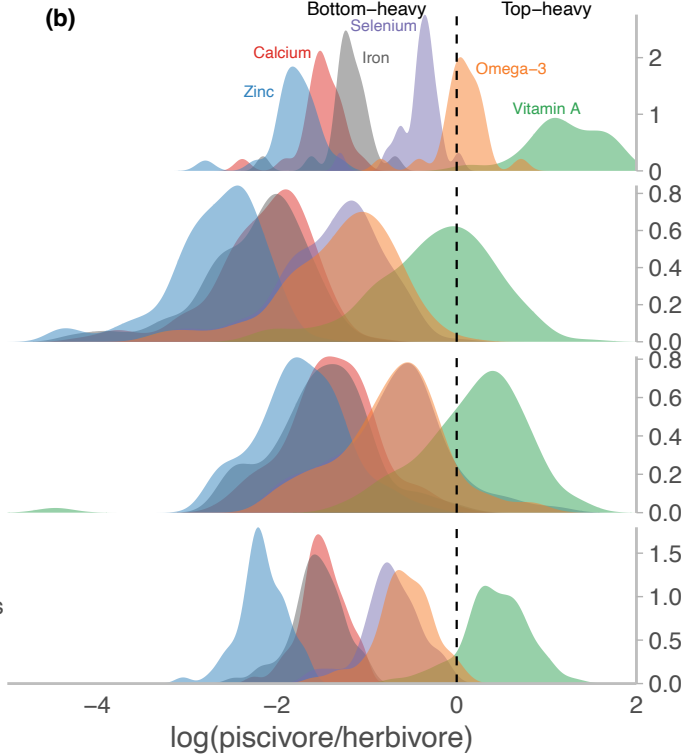 (b)
Bottom−heavy
Top−heavy
Selenium
Calcium
Iron
Omega−3
Zinc
Vitamin A
2
1
0
0.8
0.6
0.4
0.2
0.0
0.8
0.6
0.4
0.2
0.0
1.5
1.0
0.5
0.0
s
−4
−2
0
2
log(piscivore/herbivore)